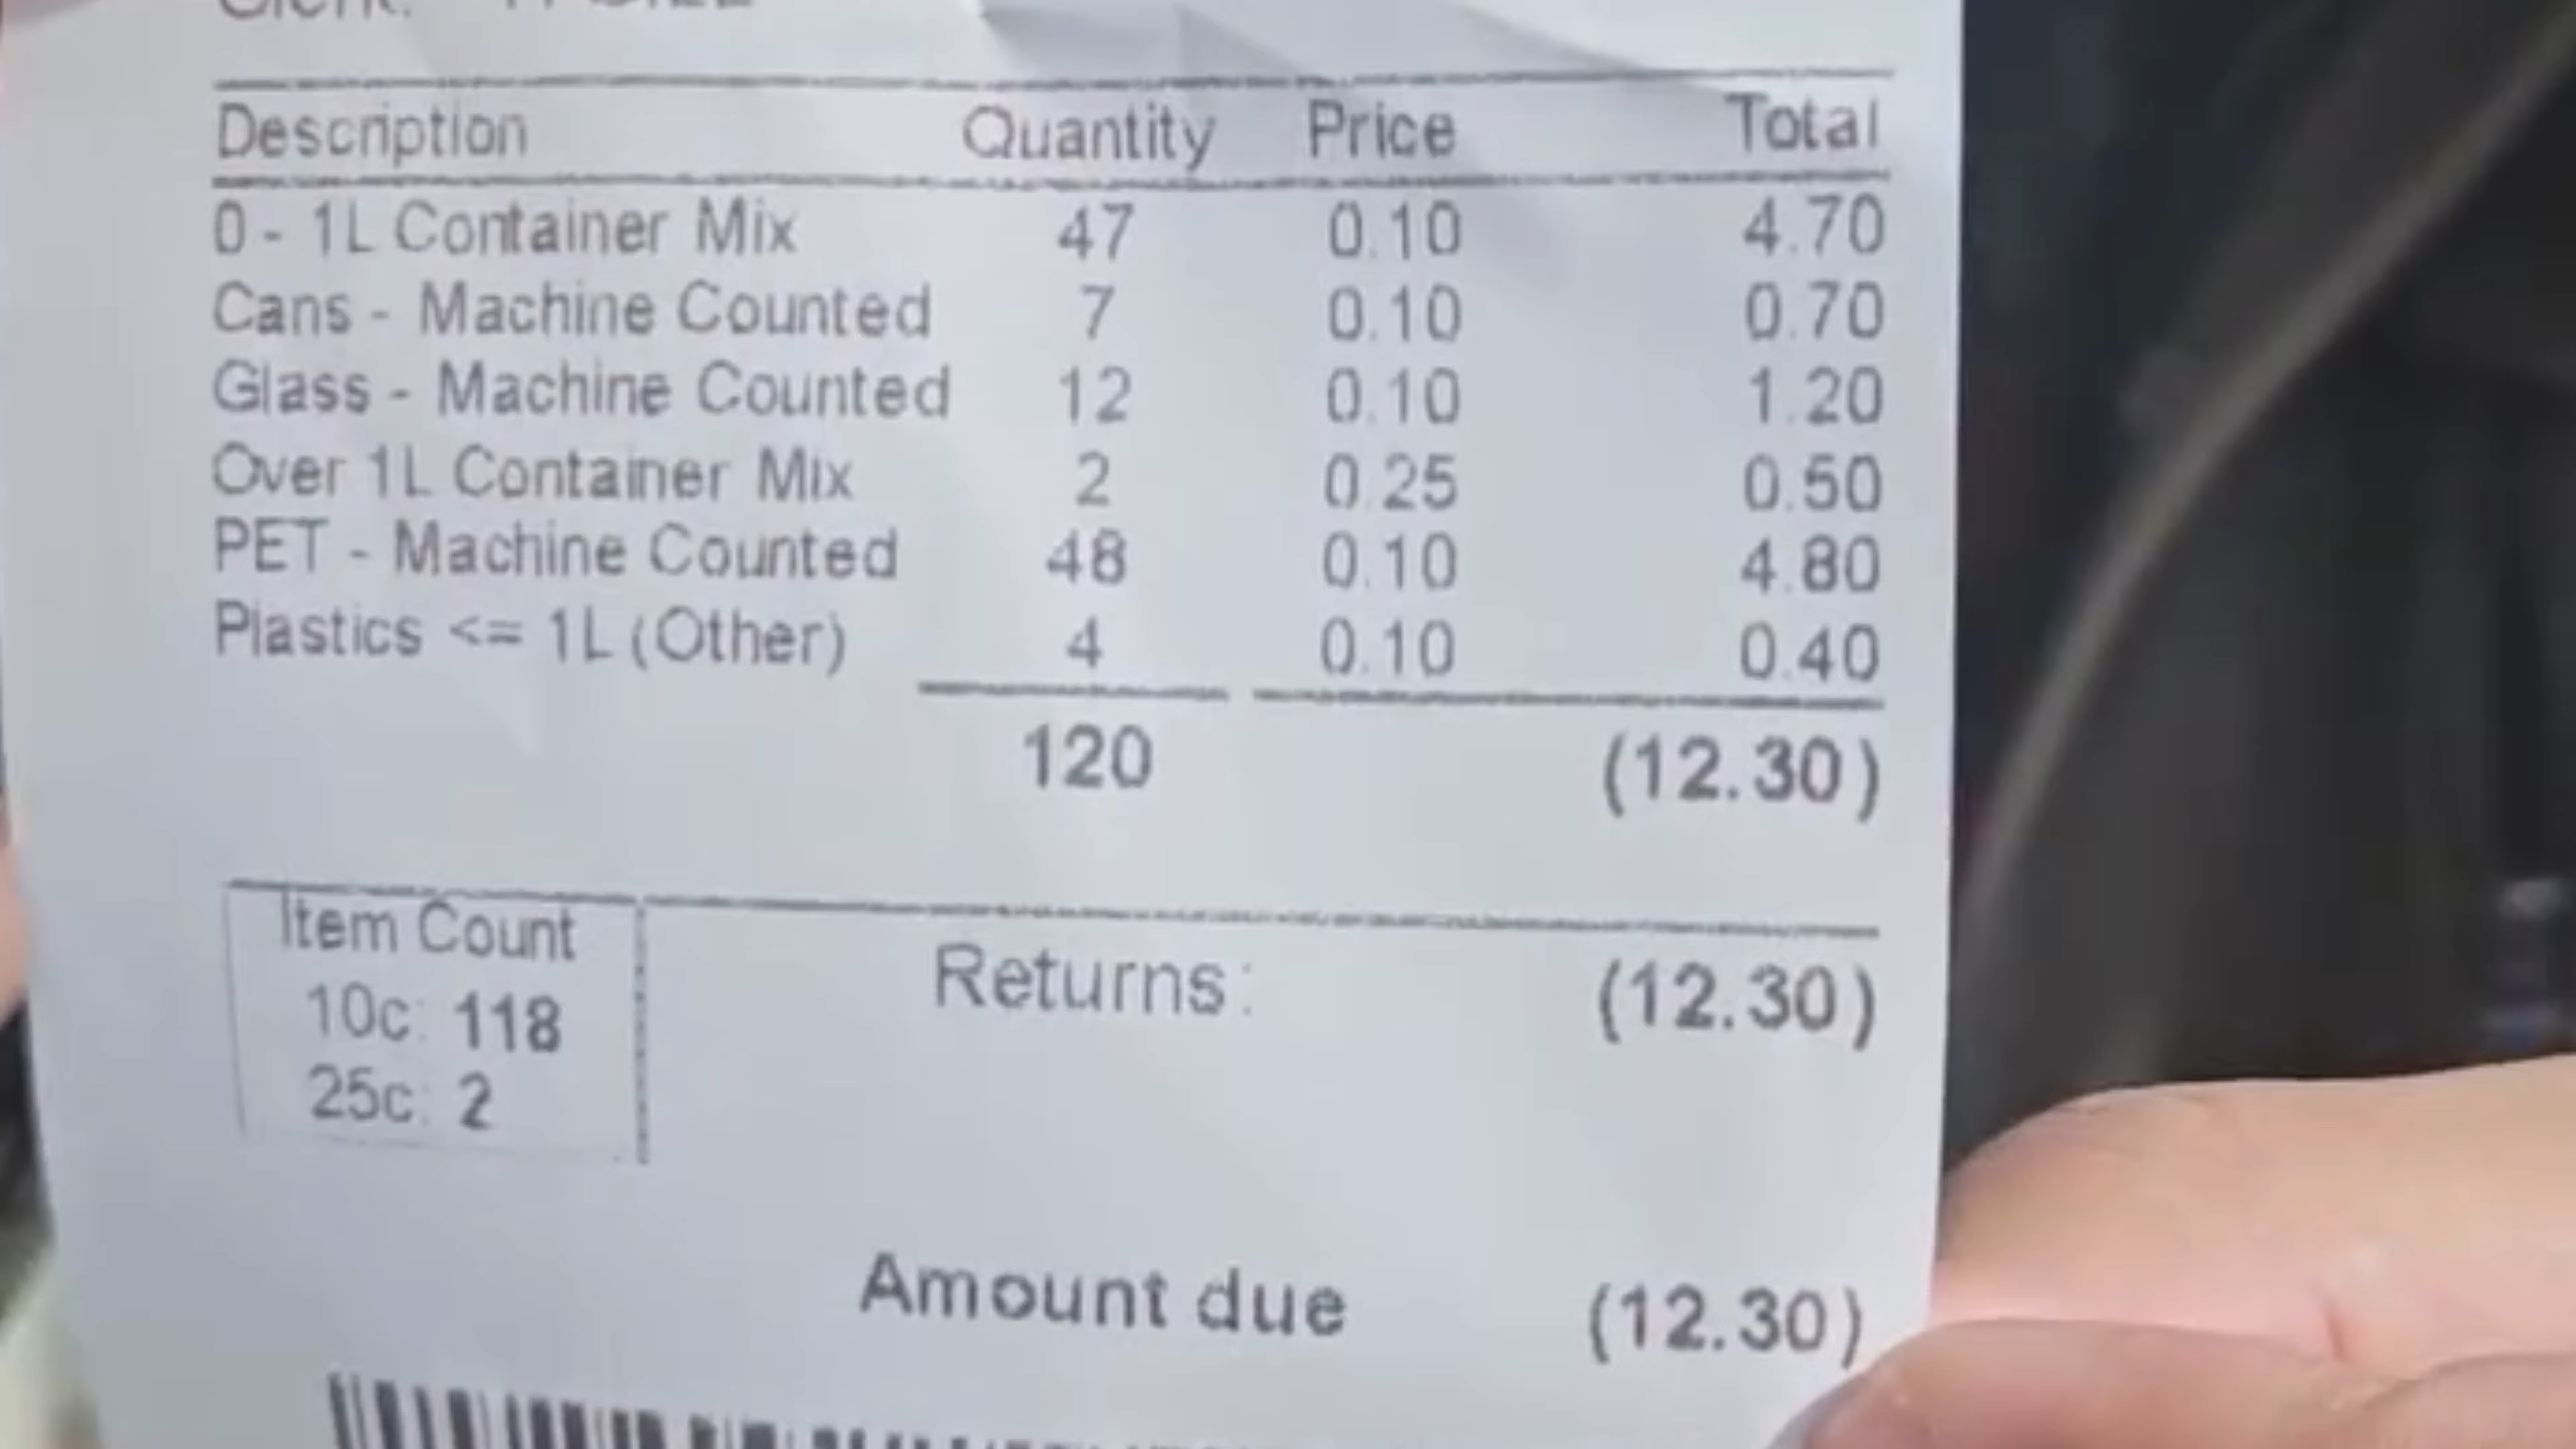 Description Quantity Price Total
0 - 1L Container Mix 47 0.10 4.70
Cans - Machine Counted 7 0.10 0.70
Glass - Machine Counted 12 0.10 1.20
Over 1L Container Mix 2 0.25 0.50
PET - Machine Counted 48 0.10 4.80
Plastics <= 1L (Other) 4 0.10 0.40
120 (12.30)
Item Count
10c: 118
25c: 2
Returns: (12.30)
Amount due (12.30)